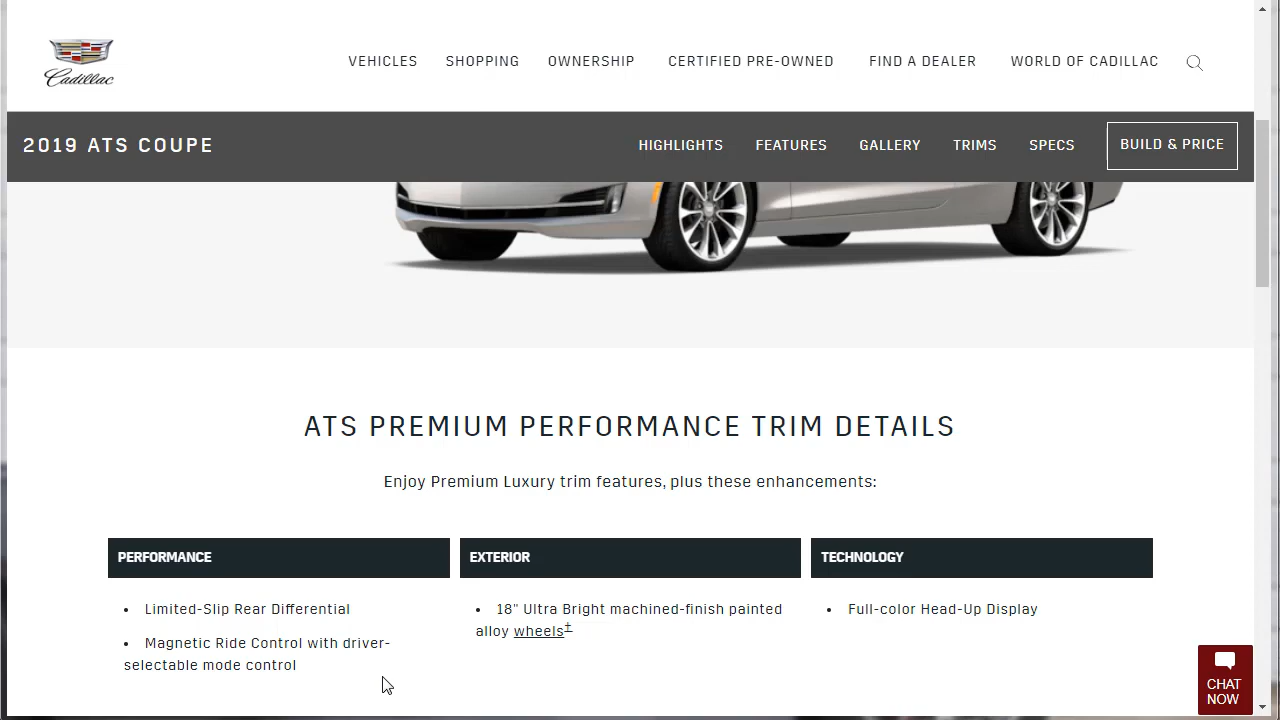 Cadillac
VEHICLES SHOPPING OWNERSHIP CERTIFIED PRE-OWNED FIND A DEALER WORLD OF CADILLAC
2019 ATS COUPE HIGHLIGHTS FEATURES GALLERY TRIMS SPECS BUILD & PRICE
ATS PREMIUM PERFORMANCE TRIM DETAILS
Enjoy Premium Luxury trim features, plus these enhancements:
PERFORMANCE
• Limited-Slip Rear Differential
• Magnetic Ride Control with driver-
selectable mode control
EXTERIOR
• 18" Ultra Bright machined-finish painted
alloy wheels‡
TECHNOLOGY
• Full-color Head-Up Display
CHAT
NOW